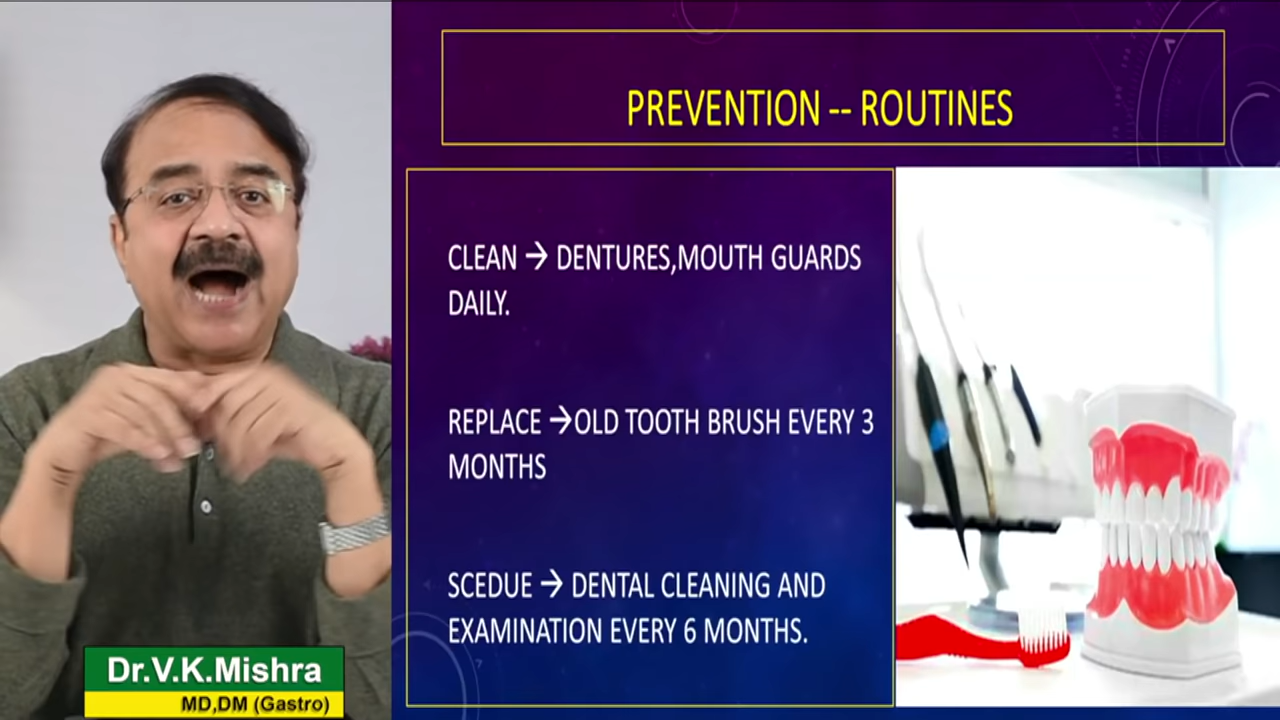 PREVENTION -- ROUTINES
CLEAN → DENTURES,MOUTH GUARDS
DAILY.
REPLACE →OLD TOOTH BRUSH EVERY 3
MONTHS
SCEDUE → DENTAL CLEANING AND
EXAMINATION EVERY 6 MONTHS.
Dr.V.K.Mishra
MD,DM (Gastro)